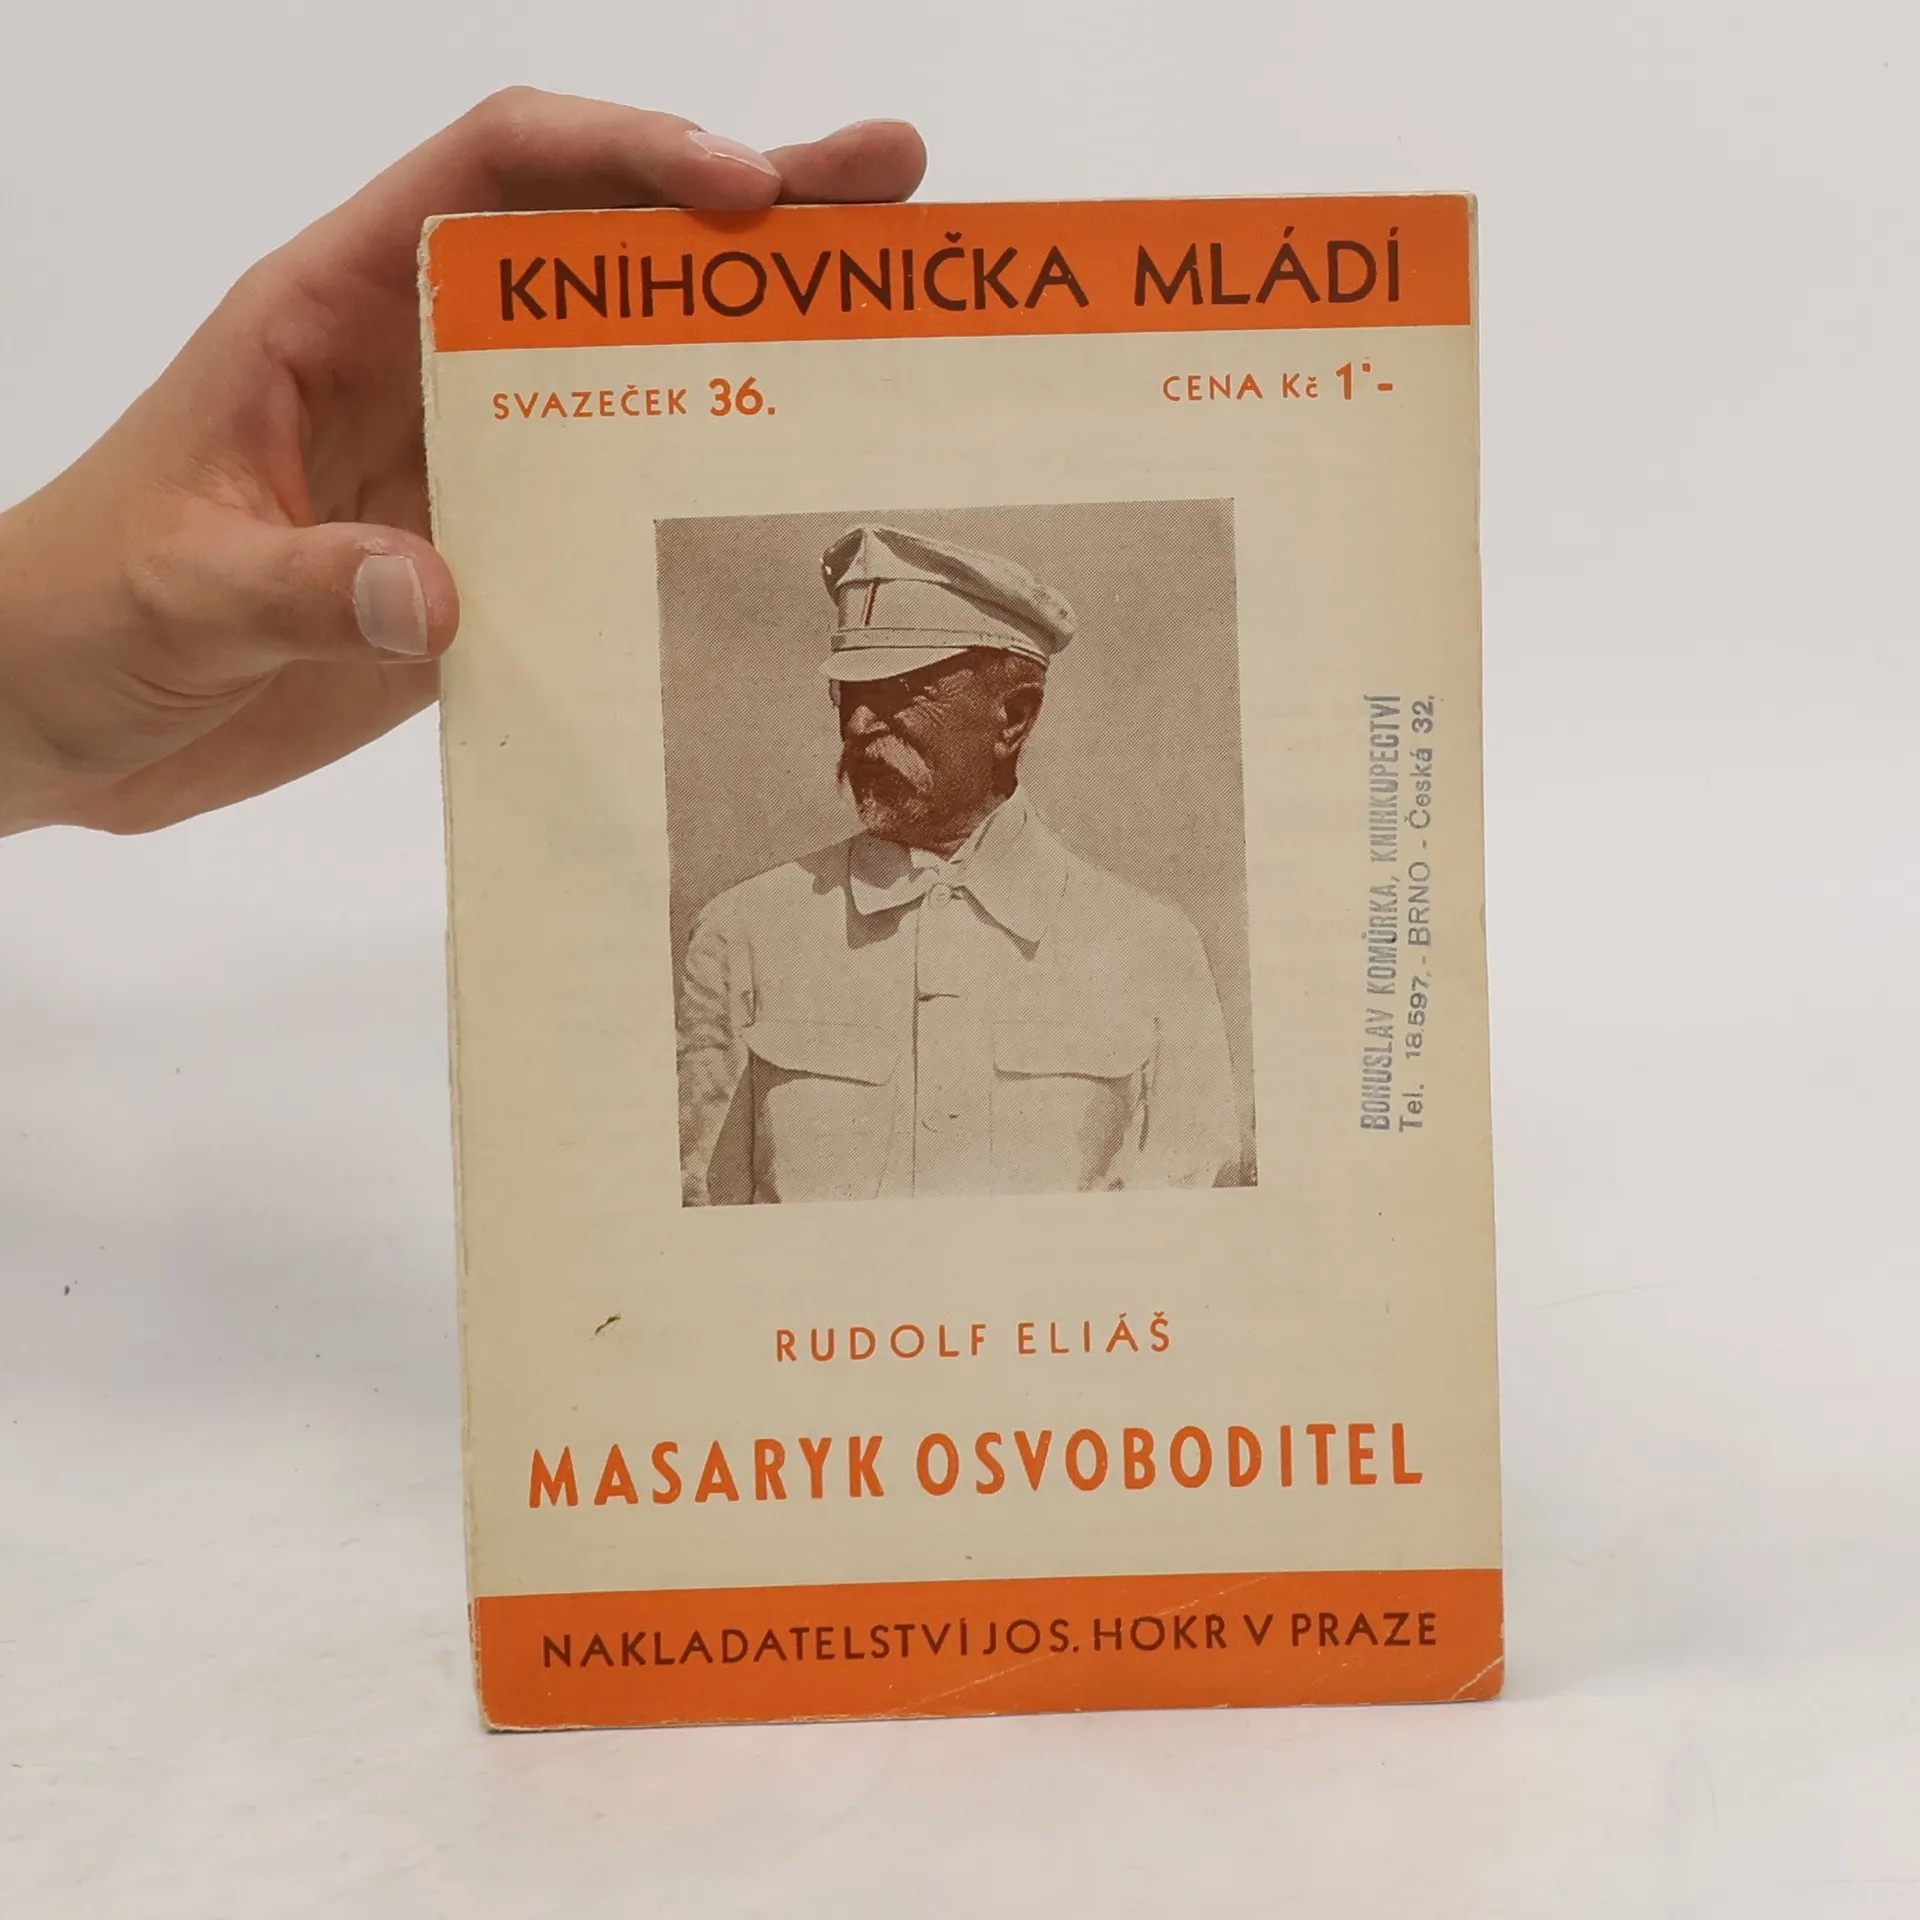 KNIHOVNIČKA MLÁDÍ
SVAZEČEK 36.
CENA Kč 1˙-
BOHUSLAV KOMŮRKA, KNIHKUPECTVÍ
Tel. 18.597.- BRNO - Česká 32.
RUDOLF ELIÁŠ
MASARYK OSVOBODITEL
NAKLADATELSTVÍ JOS. HOKR V PRAZE